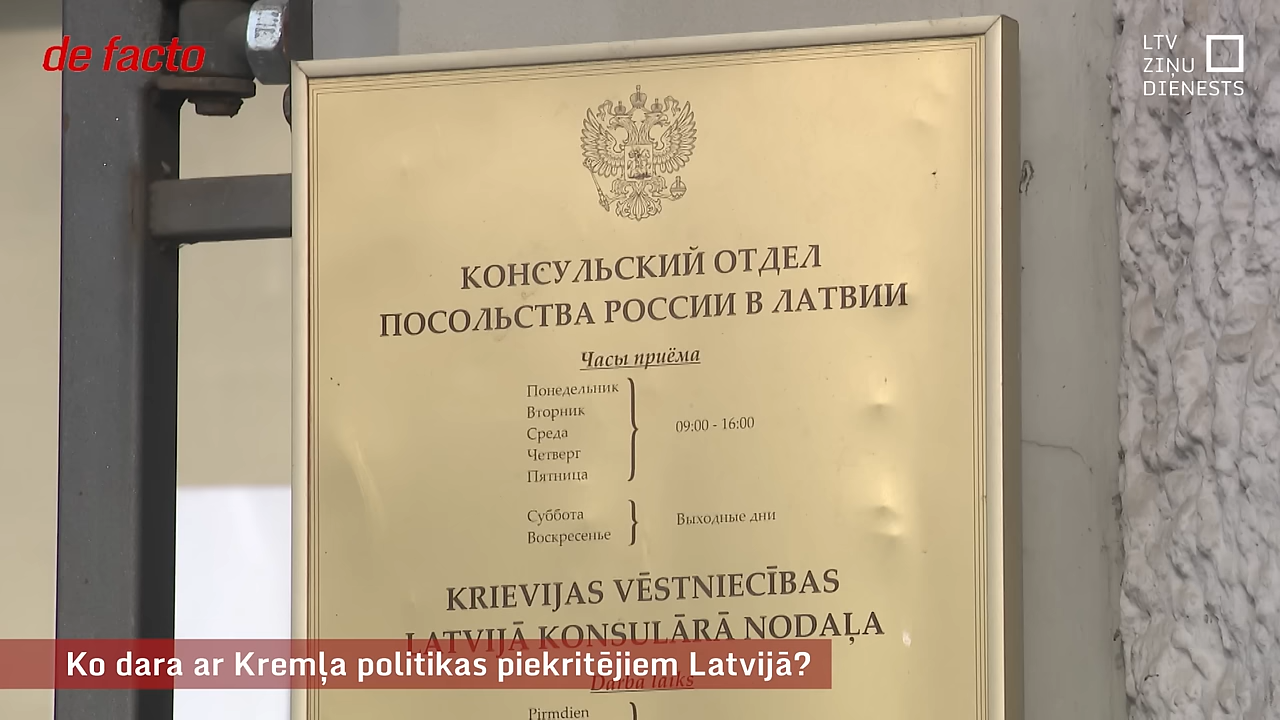 de facto
LTV
ZIŅU
DIENESTS
КОНСУЛЬСКИЙ ОТДЕЛ
ПОСОЛЬСТВА РОССИИ В ЛАТВИИ
Часы приёма
Понедельник
Вторник
Среда
Четверг
Пятница
09:00 - 16:00
Суббота
Воскресенье
Выходные дни
KRIEVIJAS VĒSTNIECĪBAS
LATVIJĀ KONSULĀRĀ NODAĻA
Ko dara ar Kremļa politikas piekritējiem Latvijā?
Darba laiks
Pirmdien